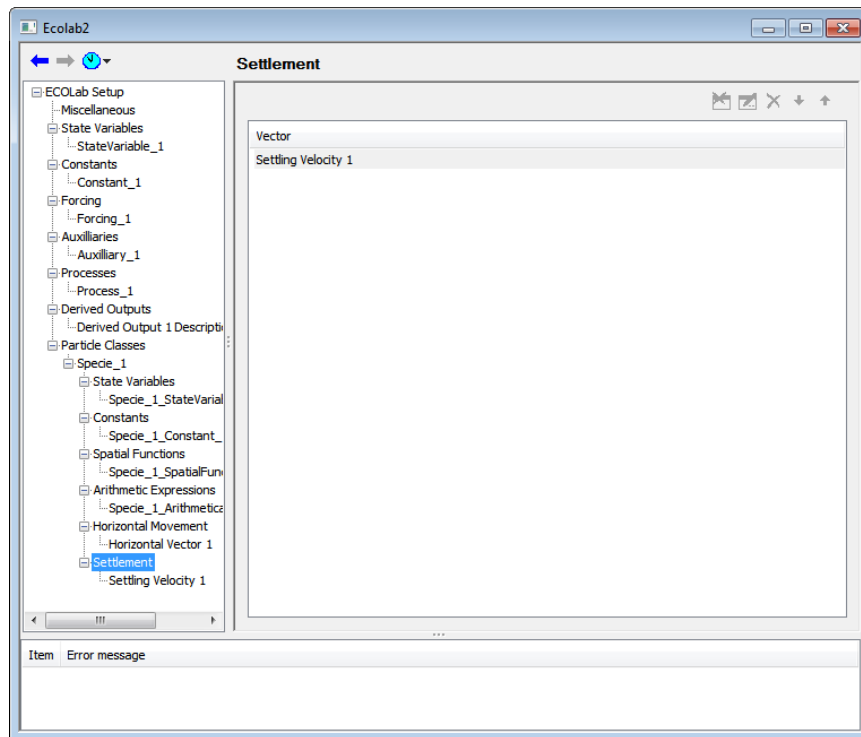 Ecolab2
Settlement
ECOLab Setup
Miscellaneous
State Variables
StateVariable_1
Constants
Constant_1
Forcing
Forcing_1
Auxilliaries
Auxilliary_1
Processes
Process_1
Derived Outputs
Derived Output 1 Descripti
Particle Classes
Specie_1
State Variables
Specie_1_StateVarial
Constants
Specie_1_Constant_
Spatial Functions
Specie_1_SpatialFun
Arithmetic Expressions
Specie_1_Arithmetica
Horizontal Movement
Horizontal Vector 1
Settlement
Settling Velocity 1
Vector
Settling Velocity 1
Item Error message